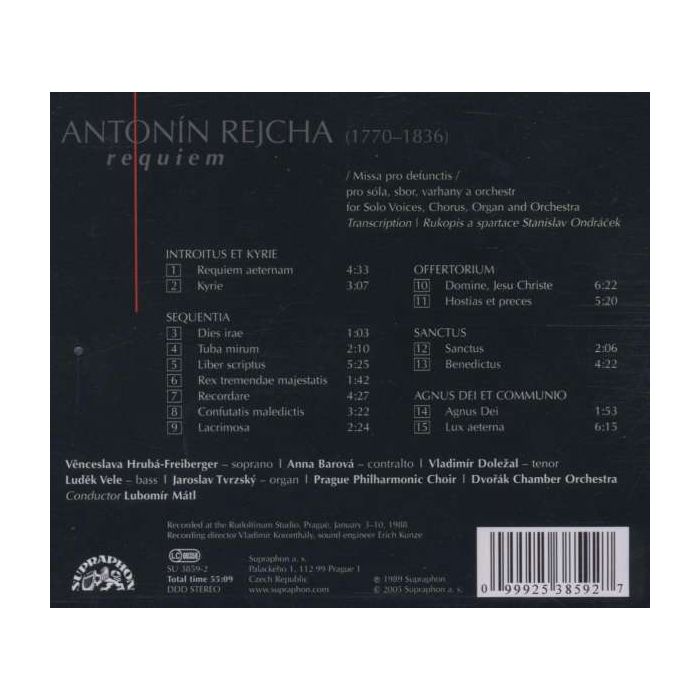 ANTONÍN REJCHA (1770–1836)
requiem
/ Missa pro defunctis /
pro sóla, sbor, varhany a orchestr
for Solo Voices, Chorus, Organ and Orchestra
Transcription | Rukopis a spartace Stanislav Ondráček
INTROITUS ET KYRIE
1 Requiem aeternam 4:33
2 Kyrie 3:07
SEQUENTIA
3 Dies irae 1:03
4 Tuba mirum 2:10
5 Liber scriptus 5:25
6 Rex tremendae majestatis 1:42
7 Recordare 4:27
8 Confutatis maledictis 3:22
9 Lacrimosa 2:24
OFFERTORIUM
10 Domine, Jesu Christe 6:22
11 Hostias et preces 5:20
SANCTUS
12 Sanctus 2:06
13 Benedictus 4:22
AGNUS DEI ET COMMUNIO
14 Agnus Dei 1:53
15 Lux aeterna 6:15
Věnceslava Hrubá-Freiberger – soprano | Anna Barová – contralto | Vladimír Doležal – tenor
Luděk Vele – bass | Jaroslav Tvrzský – organ | Prague Philharmonic Choir | Dvořák Chamber Orchestra
Conductor Lubomír Mátl
Recorded at the Rudolfinum Studio, Prague, January 3–10, 1988
Recording director Vladimír Koronthály, sound engineer Erich Kunze
SUPRAPHON
LC
SU 3859-2
Total time 55:09
DDD STEREO
Supraphon a. s.
Palackého 1, 112 99 Prague 1
Czech Republic
www.supraphon.com
℗ 1989 Supraphon
© 2005 Supraphon a. s.
0 99925 38592 7